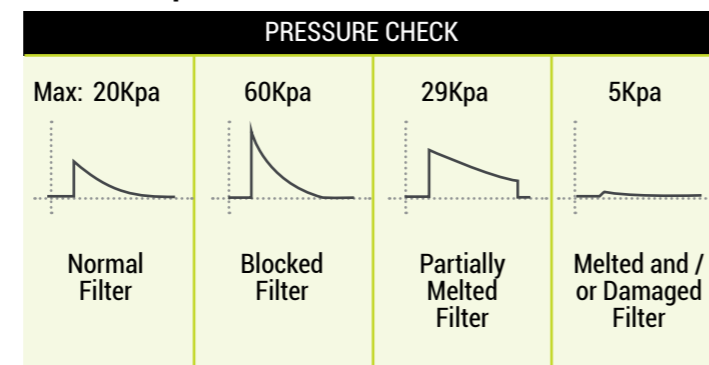 PRESSURE CHECK
Max: 20Kpa
60Kpa
29Kpa
5Kpa
Normal
Filter
Blocked
Filter
Partially
Melted
Filter
Melted and /
or Damaged
Filter